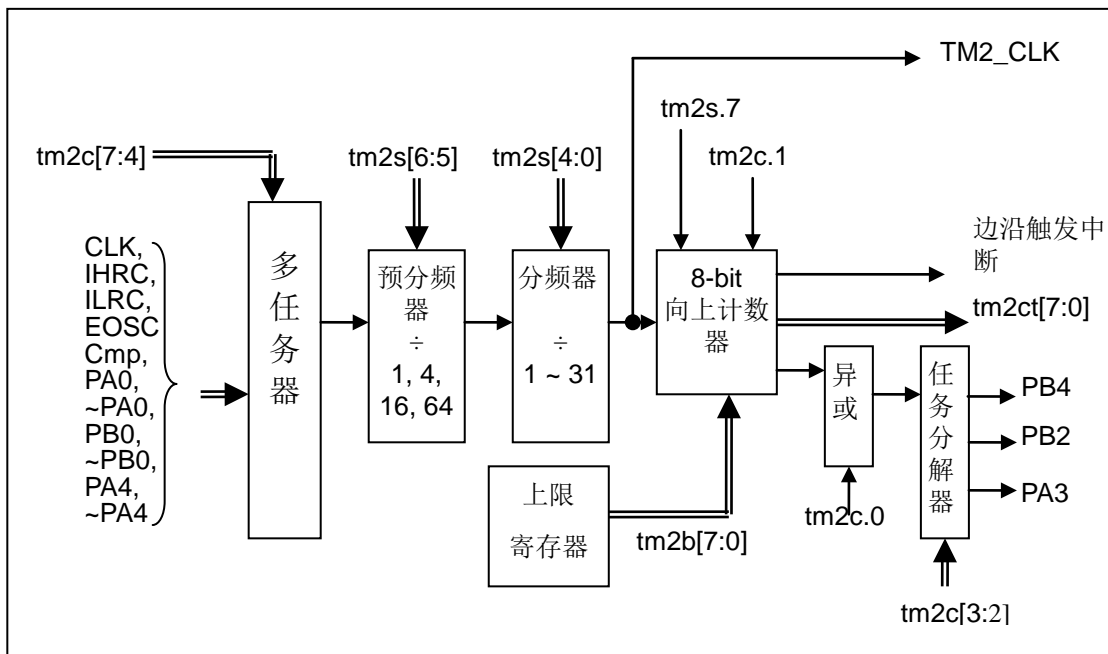 TM2_CLK
tm2s.7
tm2c[7:4]
tm2s[6:5]
tm2s[4:0]
tm2c.1
CLK,
IHRC,
ILRC,
EOSC
Cmp,
PA0,
~PA0,
PB0,
~PB0,
PA4,
~PA4
多
任
务
器
预分频
器
÷
1, 4,
16, 64
分频器
÷
1 ~ 31
8-bit
向上计数
器
边沿触发中
断
tm2ct[7:0]
异
或
任
务
分
解
器
PB4
PB2
PA3
上限
寄存器
tm2b[7:0]
tm2c.0
tm2c[3:2]